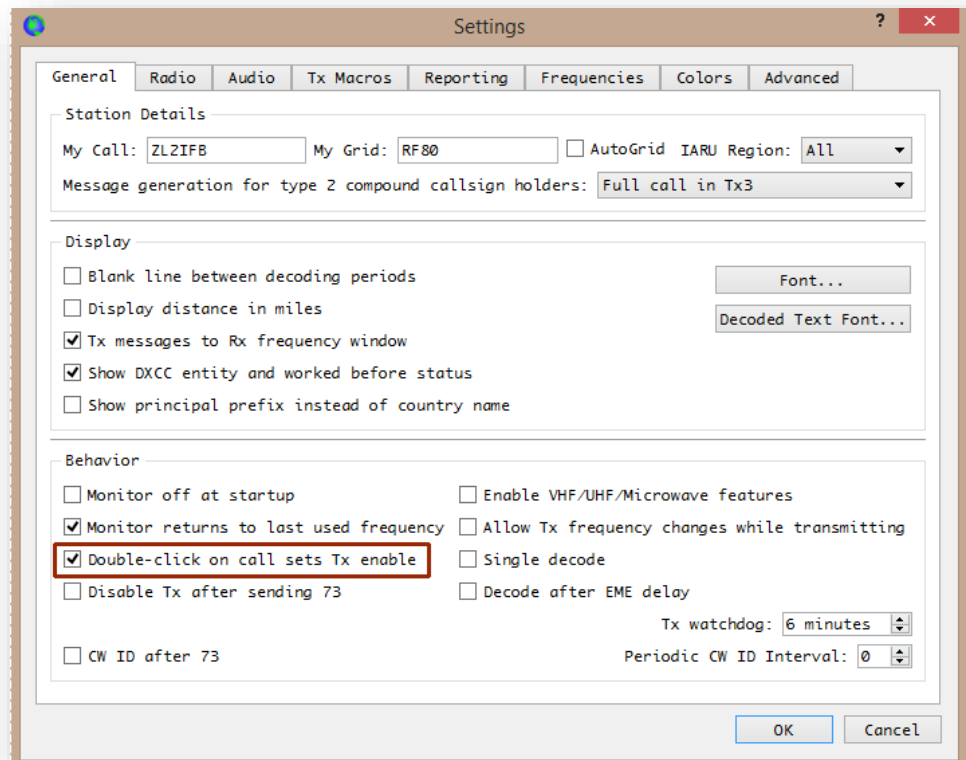 Settings
?
×
General Radio Audio Tx Macros Reporting Frequencies Colors Advanced
Station Details
My Call: ZL2IFB My Grid: RF80 AutoGrid IARU Region: All
Message generation for type 2 compound callsign holders: Full call in Tx3
Display
Blank line between decoding periods
Font...
Display distance in miles
Decoded Text Font...
Tx messages to Rx frequency window
Show DXCC entity and worked before status
Show principal prefix instead of country name
Behavior
Monitor off at startup Enable VHF/UHF/Microwave features
Monitor returns to last used frequency Allow Tx frequency changes while transmitting
Double-click on call sets Tx enable Single decode
Disable Tx after sending 73 Decode after EME delay
Tx watchdog: 6 minutes
CW ID after 73 Periodic CW ID Interval: 0
OK Cancel